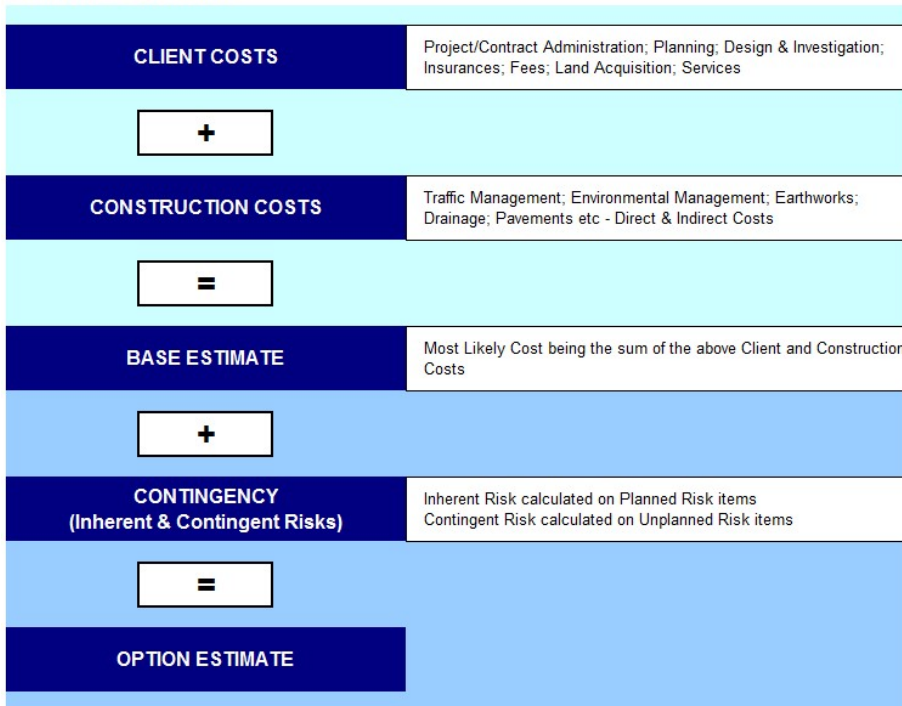 CLIENT COSTS
Project/Contract Administration; Planning; Design & Investigation;
Insurances; Fees; Land Acquisition; Services
+
CONSTRUCTION COSTS
Traffic Management; Environmental Management; Earthworks;
Drainage; Pavements etc - Direct & Indirect Costs
=
BASE ESTIMATE
Most Likely Cost being the sum of the above Client and Construction
Costs
+
CONTINGENCY
(Inherent & Contingent Risks)
Inherent Risk calculated on Planned Risk items
Contingent Risk calculated on Unplanned Risk items
=
OPTION ESTIMATE